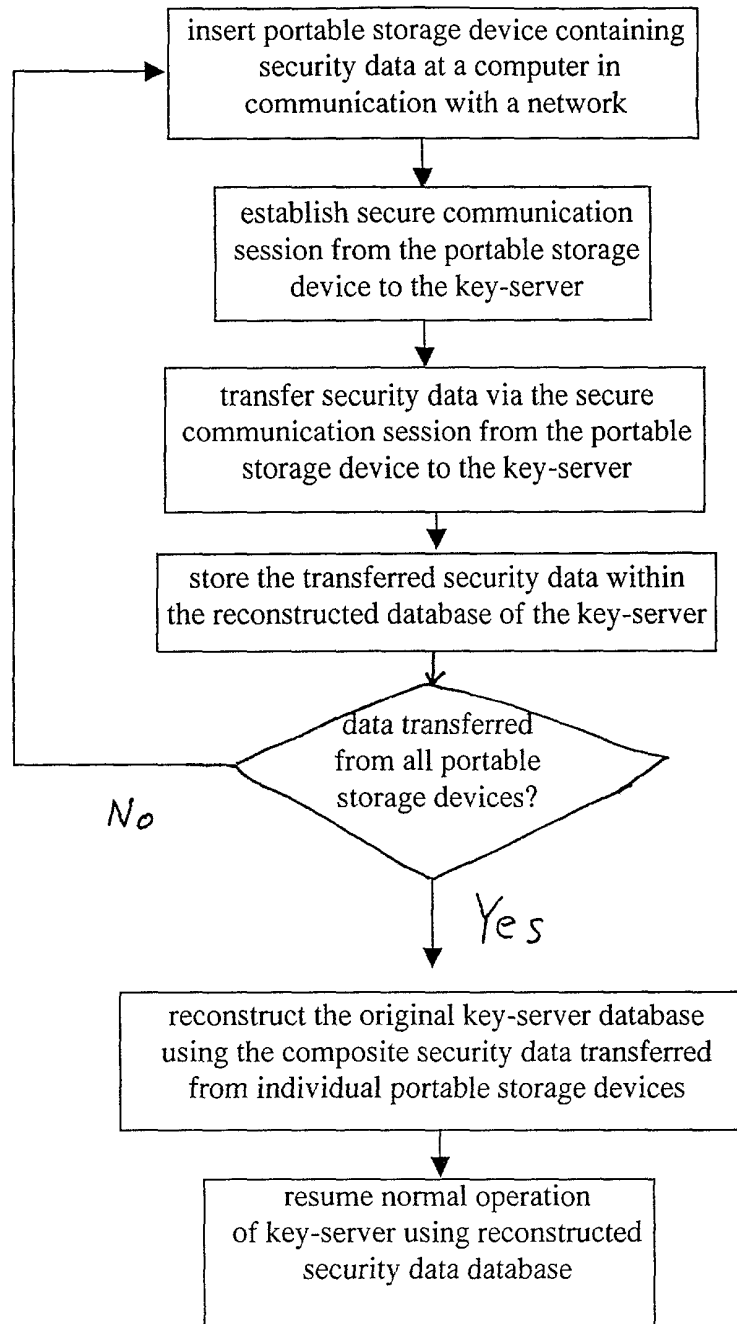 insert portable storage device containing
security data at a computer in
communication with a network
establish secure communication
session from the portable storage
device to the key-server
transfer security data via the secure
communication session from the portable
storage device to the key-server
store the transferred security data within
the reconstructed database of the key-server
data transferred
from all portable
storage devices?
No
Yes
reconstruct the original key-server database
using the composite security data transferred
from individual portable storage devices
resume normal operation
of key-server using reconstructed
security data database